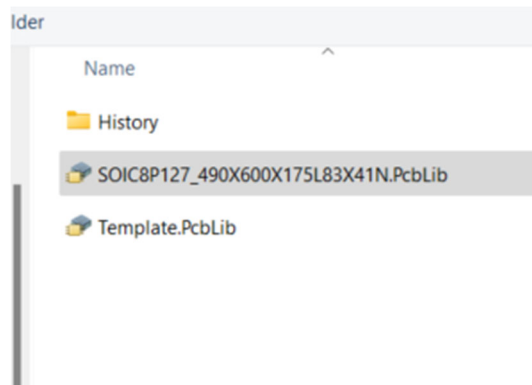 lder
Name
History
SOIC8P127_490X600X175L83X41N.PcbLib
Template.PcbLib